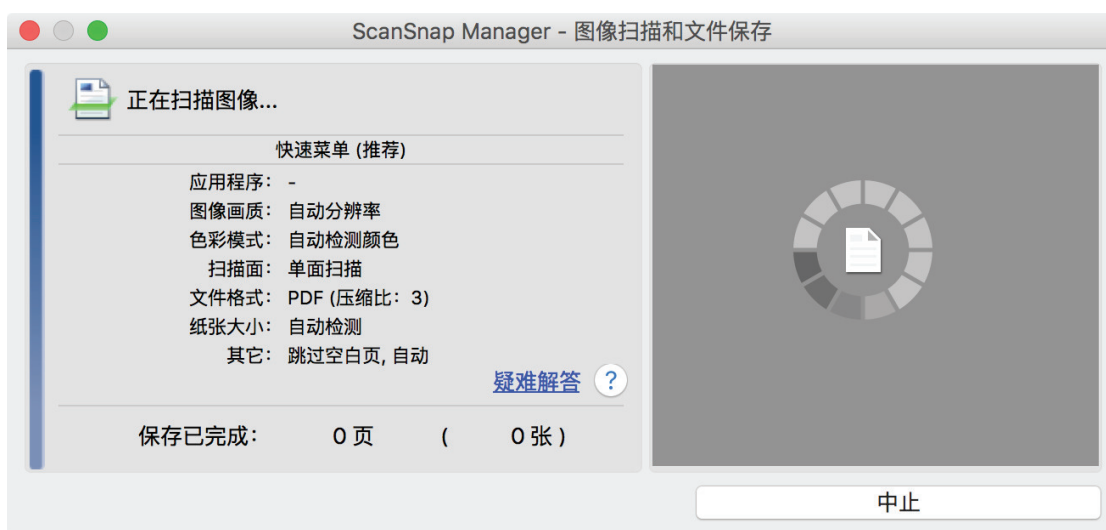 ScanSnap Manager - 图像扫描和文件保存
正在扫描图像...
快速菜单 (推荐)
应用程序： -
图像画质： 自动分辨率
色彩模式： 自动检测颜色
扫描面： 单面扫描
文件格式： PDF (压缩比：3)
纸张大小： 自动检测
其它： 跳过空白页, 自动
疑难解答 ?
保存已完成： 0 页 ( 0 张 )
中止